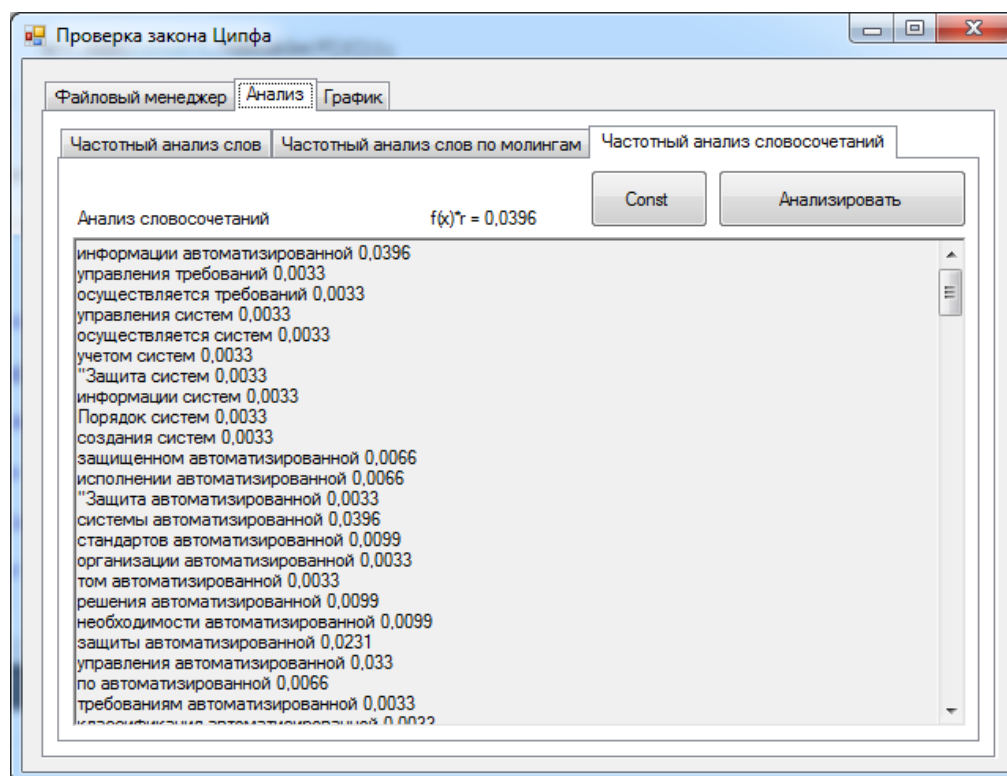 Проверка закона Ципфа
Файловый менеджер Анализ График
Частотный анализ слов Частотный анализ слов по молингам Частотный анализ словосочетаний
Const Анализировать
Анализ словосочетаний f(x)*r = 0,0396
информации автоматизированной 0,0396
управления требований 0,0033
осуществляется требований 0,0033
управления систем 0,0033
осуществляется систем 0,0033
учетом систем 0,0033
"Защита систем 0,0033
информации систем 0,0033
Порядок систем 0,0033
создания систем 0,0033
защищенном автоматизированной 0,0066
исполнении автоматизированной 0,0066
"Защита автоматизированной 0,0033
системы автоматизированной 0,0396
стандартов автоматизированной 0,0099
организации автоматизированной 0,0033
том автоматизированной 0,0033
решения автоматизированной 0,0099
необходимости автоматизированной 0,0099
защиты автоматизированной 0,0231
управления автоматизированной 0,033
по автоматизированной 0,0066
требованиям автоматизированной 0,0033
классификация автоматизированной 0,0033